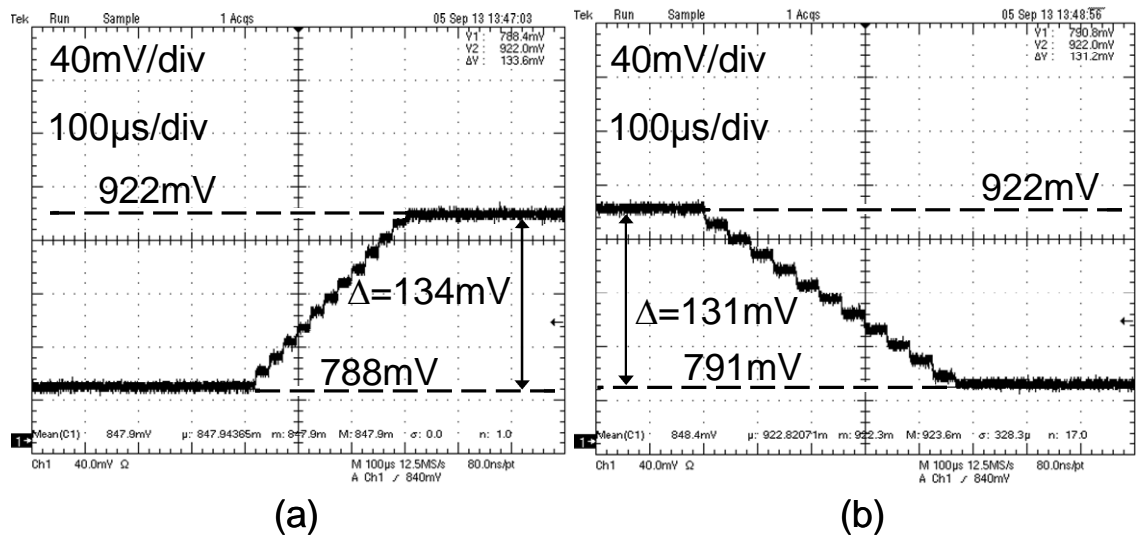 Tek Run Sample 1 Acqs 05 Sep 13 13:47:03
V1: 788.4mV
V2: 922.0mV
ΔV: 133.6mV
40mV/div
100µs/div
922mV
Δ=134mV
788mV
1
Mean(C1) 847.9mV µ: 847.94365m m: 847.9m M: 847.9m σ: 0.0 n: 1.0
Ch1 40.0mV Ω M 100µs 12.5MS/s 80.0ns/pt
A Ch1 ∫ 840mV
(a)
Tek Run Sample 1 Acqs 05 Sep 13 13:48:56
V1: 790.8mV
V2: 922.0mV
ΔV: 131.2mV
40mV/div
100µs/div
922mV
Δ=131mV
791mV
1
Mean(C1) 848.4mV µ: 922.82071m m: 922.3m M: 923.6m σ: 328.3µ n: 17.0
Ch1 40.0mV Ω M 100µs 12.5MS/s 80.0ns/pt
A Ch1 ∫ 840mV
(b)